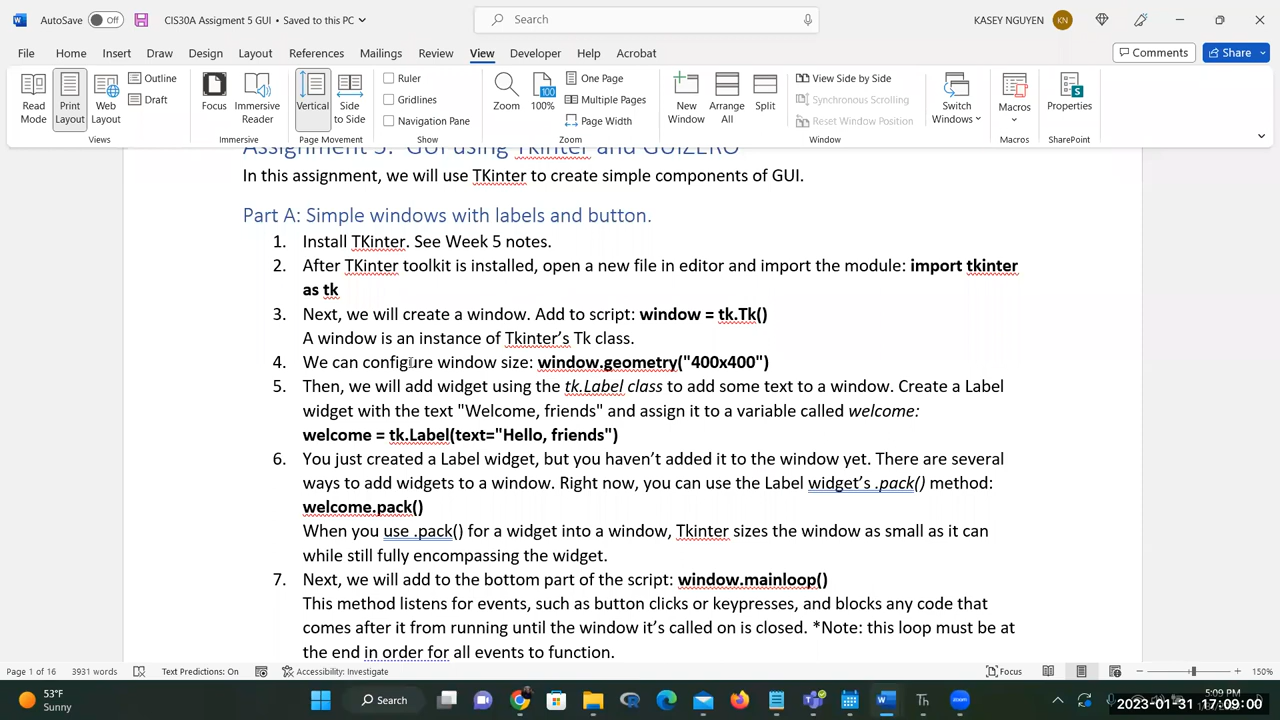 AutoSave Off CIS30A Assigment 5 GUI • Saved to this PC Search KASEY NGUYEN KN
File Home Insert Draw Design Layout References Mailings Review View Developer Help Acrobat Comments Share
Read Mode Print Layout Web Layout Outline Draft Focus Immersive Reader Vertical Side to Side Ruler Gridlines Navigation Pane Zoom 100 100% One Page Multiple Pages Page Width New Window Arrange All Split View Side by Side Synchronous Scrolling Reset Window Position Switch Windows Macros Properties
Views Immersive Page Movement Show Zoom Window Macros SharePoint
Assignment 5: GUI using TKinter and GUIZERO
In this assignment, we will use TKinter to create simple components of GUI.
Part A: Simple windows with labels and button.
1. Install TKinter. See Week 5 notes.
2. After TKinter toolkit is installed, open a new file in editor and import the module: import tkinter
as tk
3. Next, we will create a window. Add to script: window = tk.Tk()
A window is an instance of Tkinter’s Tk class.
4. We can configure window size: window.geometry("400x400")
5. Then, we will add widget using the tk.Label class to add some text to a window. Create a Label
widget with the text "Welcome, friends" and assign it to a variable called welcome:
welcome = tk.Label(text="Hello, friends")
6. You just created a Label widget, but you haven’t added it to the window yet. There are several
ways to add widgets to a window. Right now, you can use the Label widget’s .pack() method:
welcome.pack()
When you use .pack() for a widget into a window, Tkinter sizes the window as small as it can
while still fully encompassing the widget.
7. Next, we will add to the bottom part of the script: window.mainloop()
This method listens for events, such as button clicks or keypresses, and blocks any code that
comes after it from running until the window it’s called on is closed. *Note: this loop must be at
the end in order for all events to function.
Page 1 of 16 3931 words Text Predictions: On Accessibility: Investigate Focus 150%
53°F
Sunny
Search
5:09 PM
2023-01-31 17:09:00